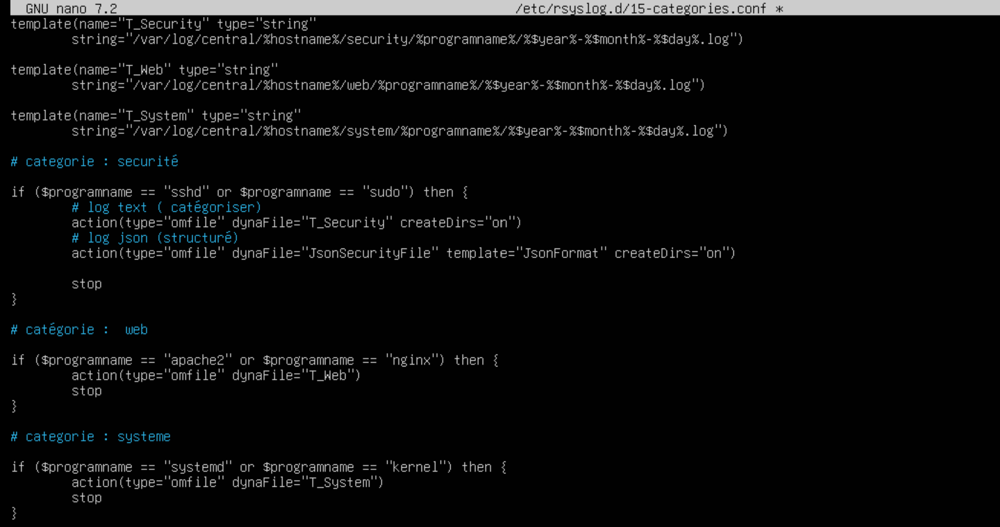 GNU nano 7.2 /etc/rsyslog.d/15-categories.conf *
template(name="T_Security" type="string"
string="/var/log/central/%hostname%/security/%programname%/%$year%-%$month%-%$day%.log")
template(name="T_Web" type="string"
string="/var/log/central/%hostname%/web/%programname%/%$year%-%$month%-%$day%.log")
template(name="T_System" type="string"
string="/var/log/central/%hostname%/system/%programname%/%$year%-%$month%-%$day%.log")
# categorie : securité
if ($programname == "sshd" or $programname == "sudo") then {
# log text ( catégoriser)
action(type="omfile" dynaFile="T_Security" createDirs="on")
# log json (structuré)
action(type="omfile" dynaFile="JsonSecurityFile" template="JsonFormat" createDirs="on")
stop
}
# catégorie :  web
if ($programname == "apache2" or $programname == "nginx") then {
action(type="omfile" dynaFile="T_Web")
stop
}
# categorie : systeme
if ($programname == "systemd" or $programname == "kernel") then {
action(type="omfile" dynaFile="T_System")
stop
}